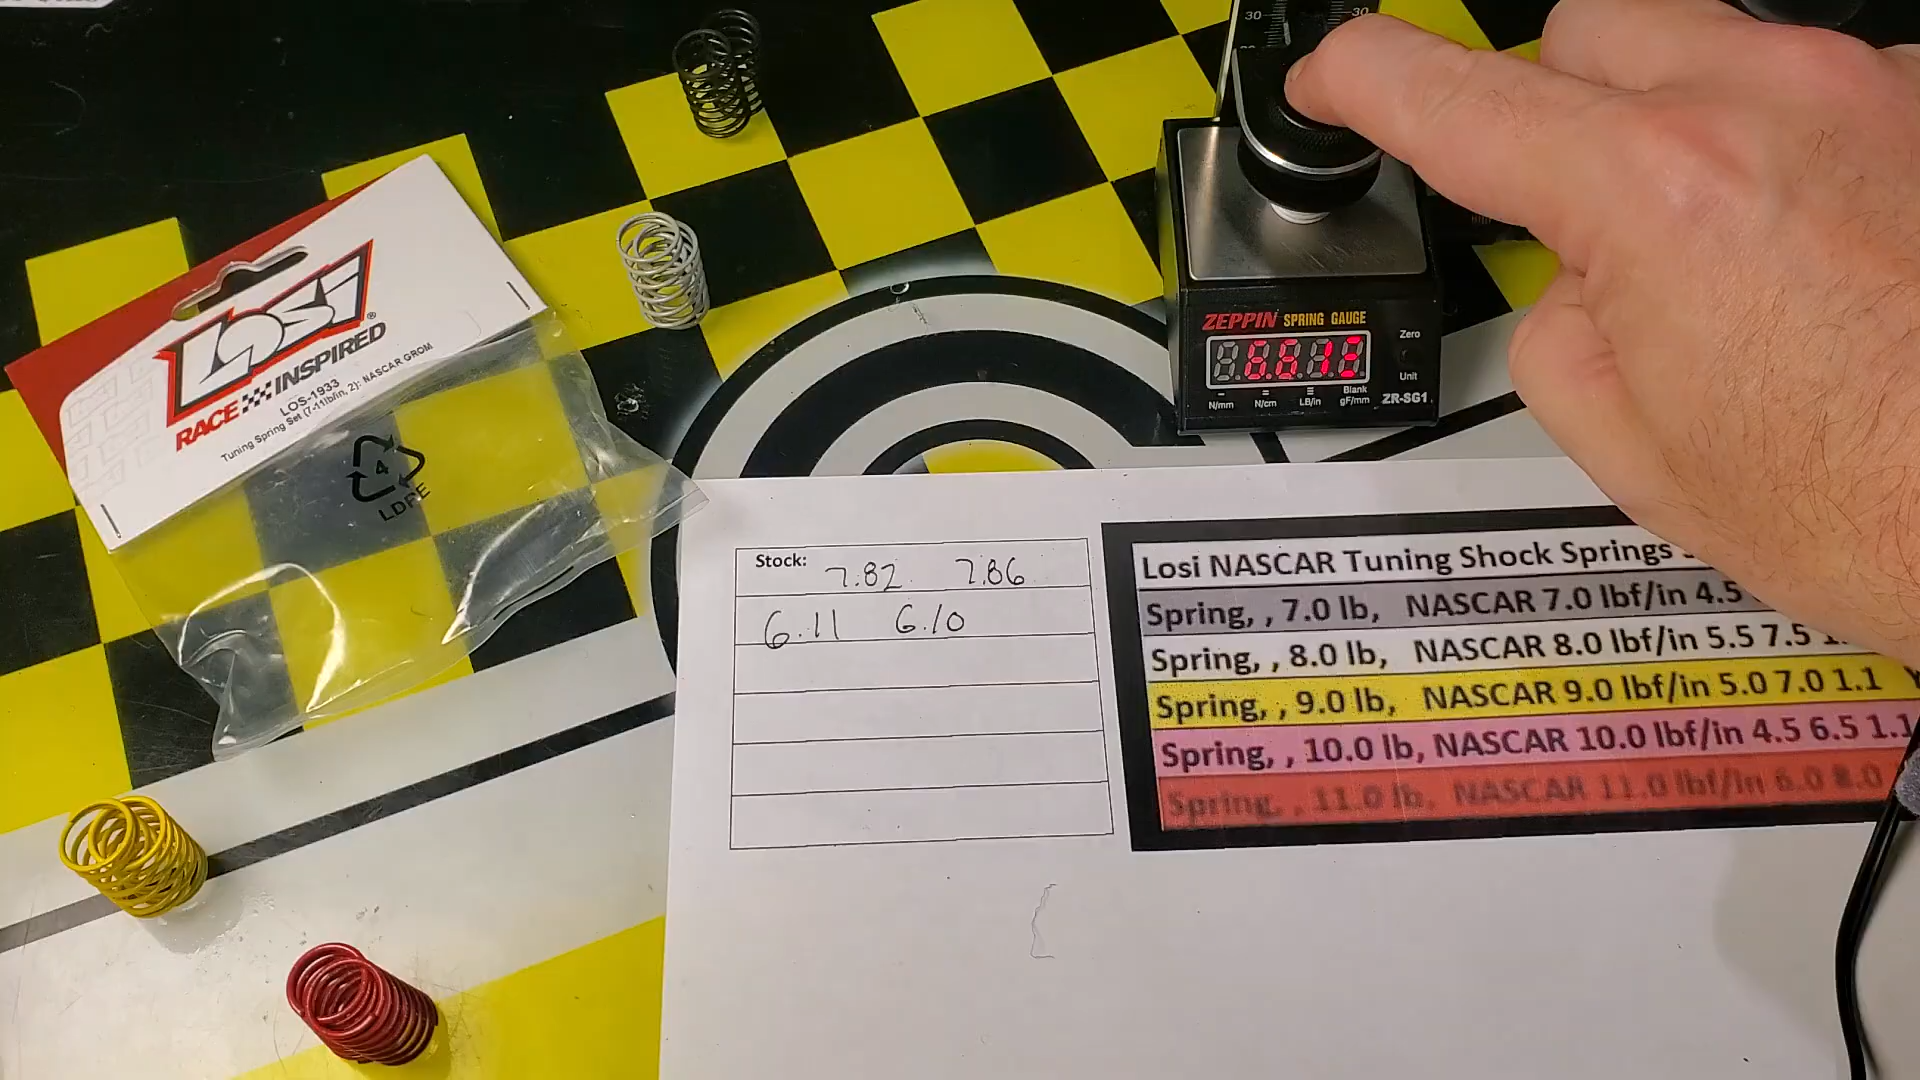 30 30
LOSI®
RACE INSPIRED
LOS-1933
Tuning Spring Set (7-11lb/in, 2): NASCAR GROM
4
LDPE
ZEPPIN SPRING GAUGE
Zero
Unit
N/mm N/cm LB/in Blank gF/mm
ZR-SG1
Stock: 7.82 7.86
6.11 6.10
Losi NASCAR Tuning Shock Springs
Spring, , 7.0 lb, NASCAR 7.0 lbf/in 4.5
Spring, , 8.0 lb, NASCAR 8.0 lbf/in 5.5 7.5
Spring, , 9.0 lb, NASCAR 9.0 lbf/in 5.0 7.0 1.1 Y
Spring, , 10.0 lb, NASCAR 10.0 lbf/in 4.5 6.5 1.1
Spring, , 11.0 lb, NASCAR 11.0 lbf/in 6.0 8.0